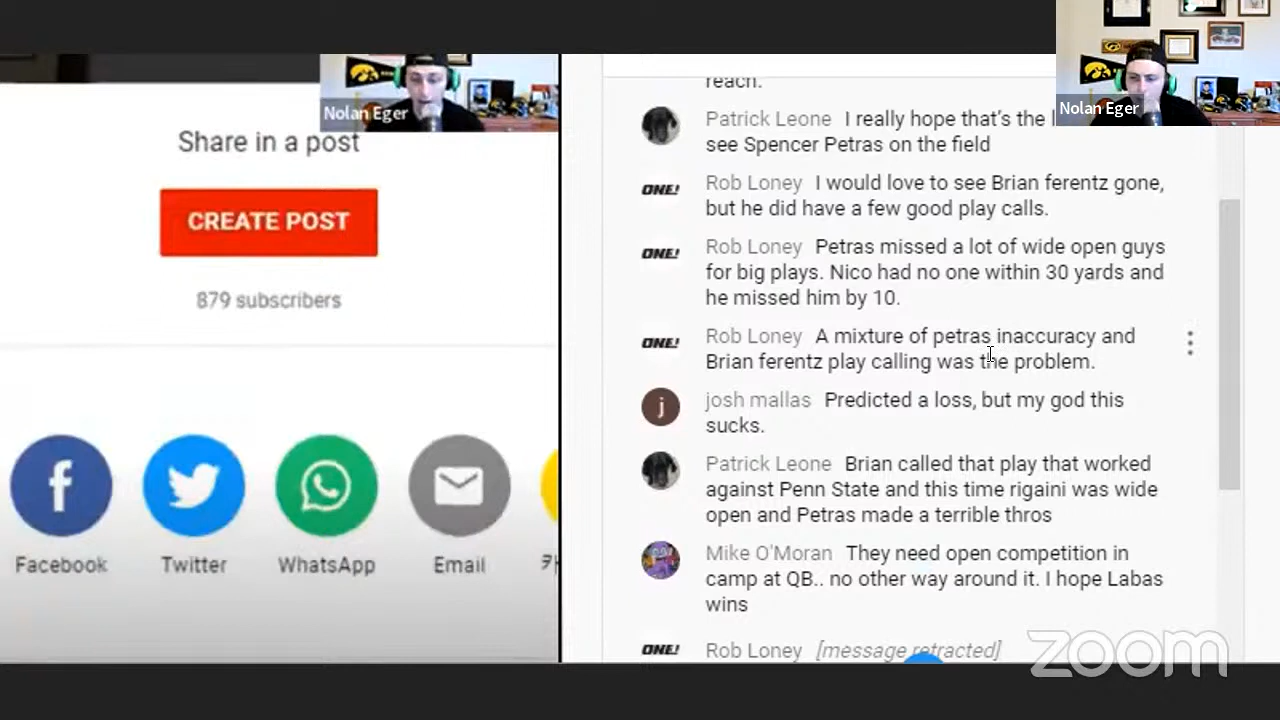 Nolan Eger
Share in a post
CREATE POST
879 subscribers
Facebook
Twitter
WhatsApp
Email
Nolan Eger
reach.
Patrick Leone I really hope that's the
see Spencer Petras on the field
ONE!
Rob Loney I would love to see Brian ferentz gone,
but he did have a few good play calls.
ONE!
Rob Loney Petras missed a lot of wide open guys
for big plays. Nico had no one within 30 yards and
he missed him by 10.
ONE!
Rob Loney A mixture of petras inaccuracy and
Brian ferentz play calling was the problem.
j
josh mallas Predicted a loss, but my god this
sucks.
Patrick Leone Brian called that play that worked
against Penn State and this time rigaini was wide
open and Petras made a terrible thros
Mike O'Moran They need open competition in
camp at QB.. no other way around it. I hope Labas
wins
ONE!
Rob Loney [message retracted]
zoom